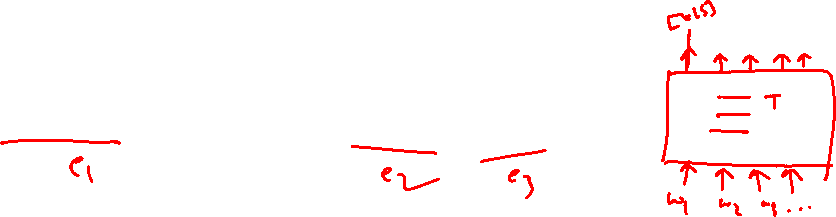 [CLS]
T
e₁ e₂ e₃
w₁ w₂ w₃ ...